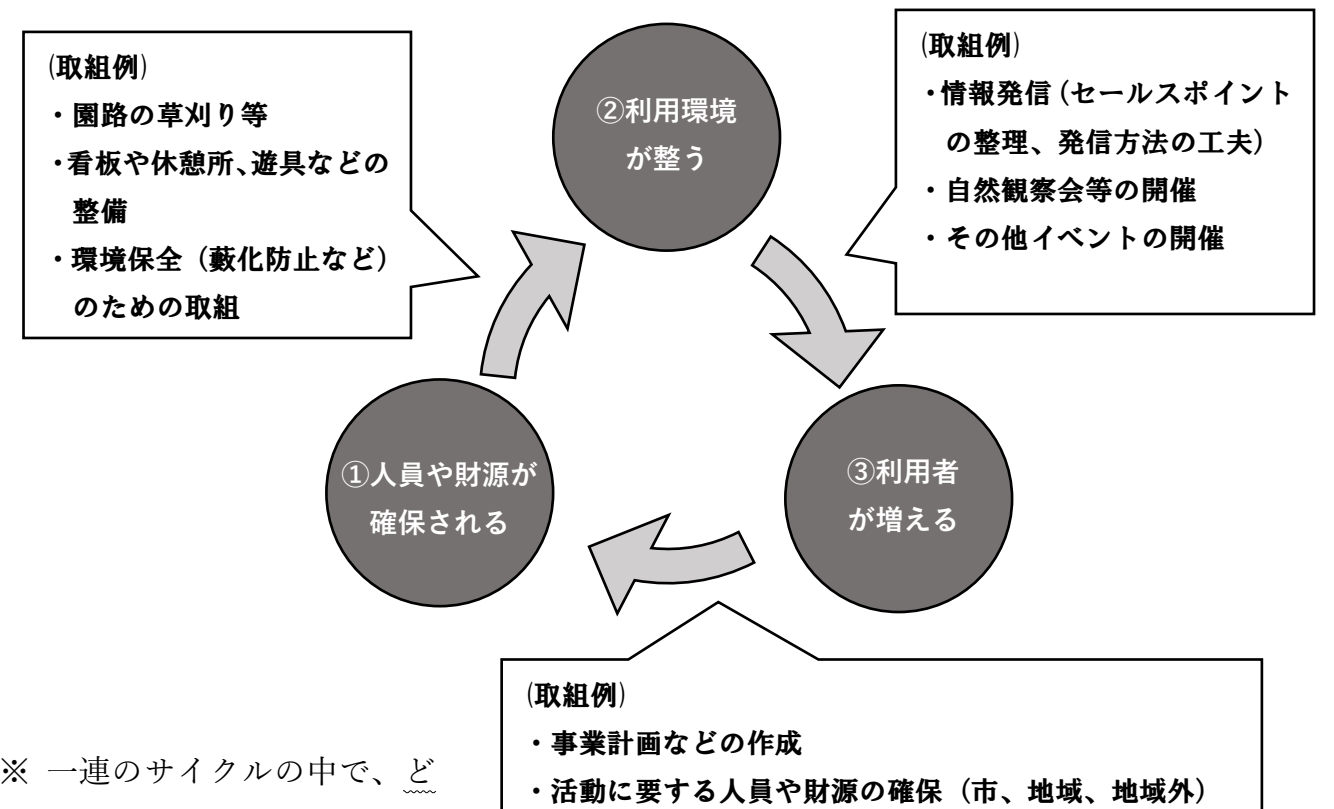 (取組例)
・園路の草刈り等
・看板や休憩所、遊具などの
整備
・環境保全（藪化防止など）
のための取組
②利用環境
が整う
(取組例)
・情報発信（セールスポイント
の整理、発信方法の工夫）
・自然観察会等の開催
・その他イベントの開催
①人員や財源が
確保される
③利用者
が増える
(取組例)
・事業計画などの作成
・活動に要する人員や財源の確保（市、地域、地域外）
※ 一連のサイクルの中で、ど